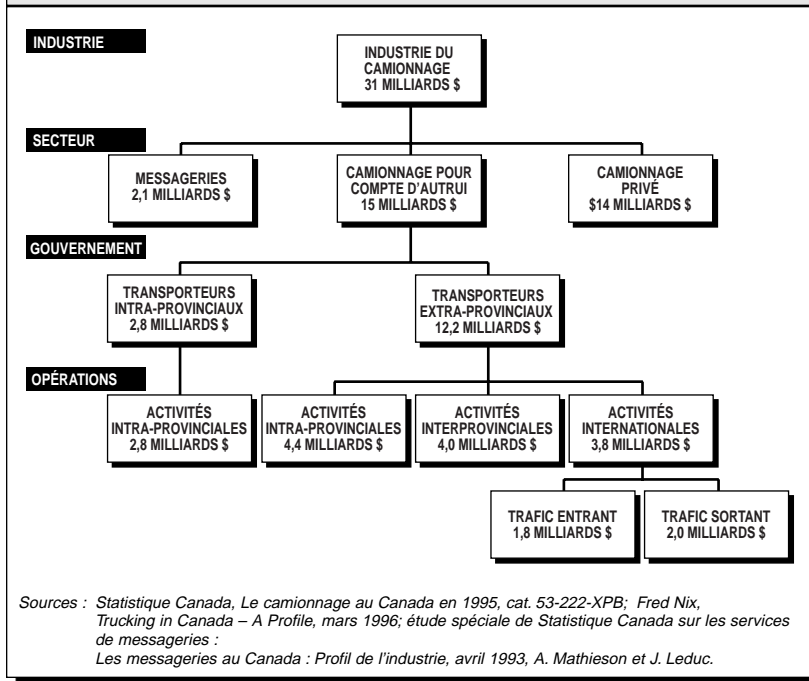 INDUSTRIE
INDUSTRIE DU
CAMIONNAGE
31 MILLIARDS $
SECTEUR
MESSAGERIES
2,1 MILLIARDS $
CAMIONNAGE POUR
COMPTE D'AUTRUI
15 MILLIARDS $
CAMIONNAGE
PRIVÉ
$14 MILLIARDS $
GOUVERNEMENT
TRANSPORTEURS
INTRA-PROVINCIAUX
2,8 MILLIARDS $
TRANSPORTEURS
EXTRA-PROVINCIAUX
12,2 MILLIARDS $
OPÉRATIONS
ACTIVITÉS
INTRA-PROVINCIALES
2,8 MILLIARDS $
ACTIVITÉS
INTRA-PROVINCIALES
4,4 MILLIARDS $
ACTIVITÉS
INTERPROVINCIALES
4,0 MILLIARDS $
ACTIVITÉS
INTERNATIONALES
3,8 MILLIARDS $
TRAFIC ENTRANT
1,8 MILLIARDS $
TRAFIC SORTANT
2,0 MILLIARDS $
Sources : Statistique Canada, Le camionnage au Canada en 1995, cat. 53-222-XPB; Fred Nix,
Trucking in Canada – A Profile, mars 1996; étude spéciale de Statistique Canada sur les services
de messageries :
Les messageries au Canada : Profil de l'industrie, avril 1993, A. Mathieson et J. Leduc.